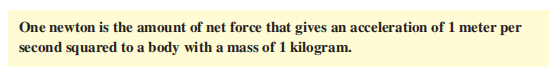 One newton is the amount of net force that gives an acceleration of 1 meter per
second squared to a body with a mass of 1 kilogram.